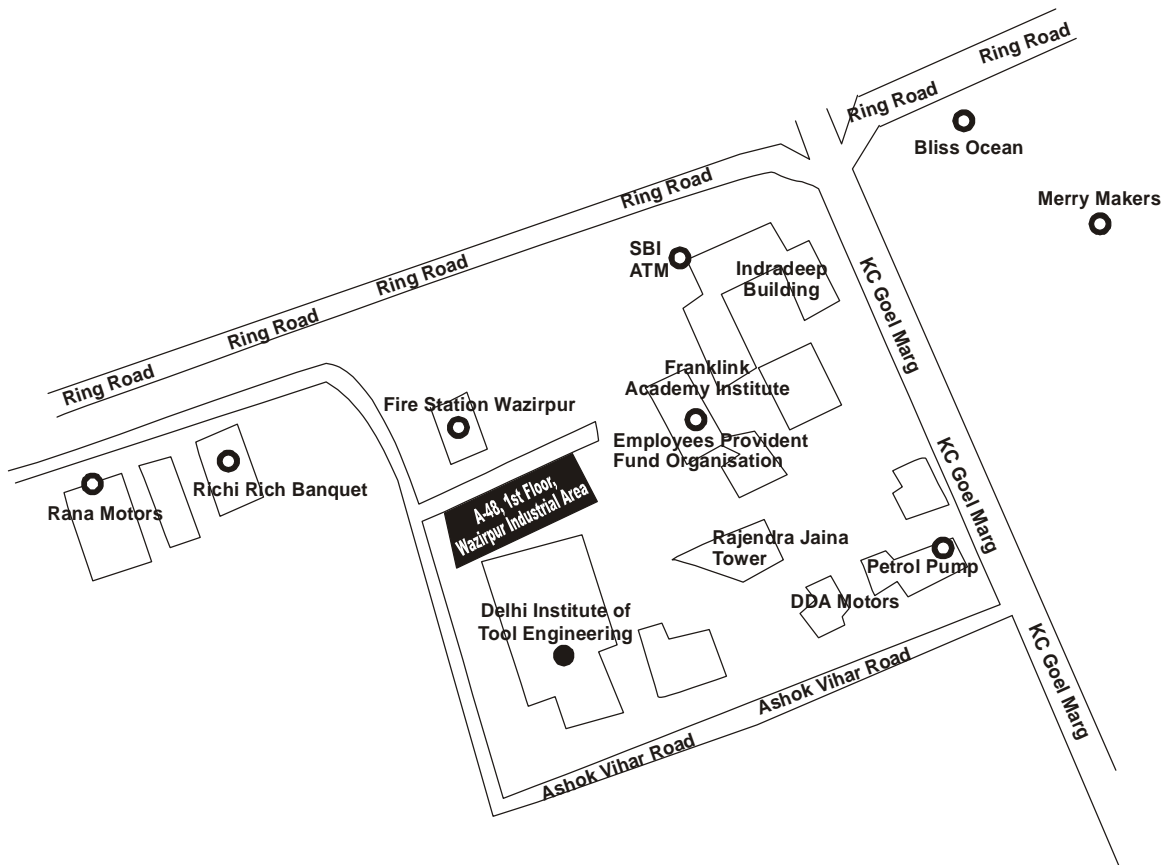 Ring Road
Ring Road
Bliss Ocean
Merry Makers
Ring Road
SBI
ATM
Indradeep
Building
KC Goel Marg
Ring Road
Ring Road
Ring Road
Franklink
Academy Institute
Fire Station Wazirpur
Employees Provident
Fund Organisation
KC Goel Marg
Richi Rich Banquet
Rana Motors
A-48, 1st Floor,
Wazirpur Industrial Area
Rajendra Jaina
Tower
Petrol Pump
DDA Motors
Delhi Institute of
Tool Engineering
KC Goel Marg
Ashok Vihar Road
Ashok Vihar Road